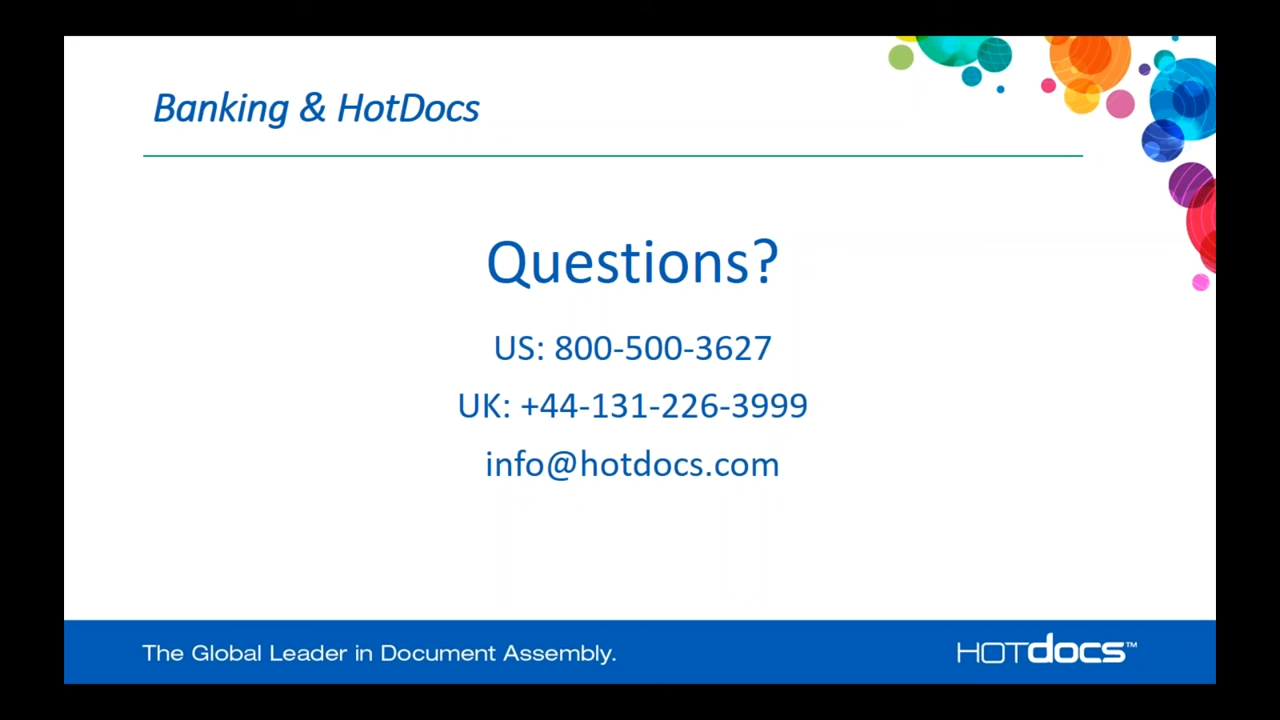 Banking & HotDocs
Questions?
US: 800-500-3627
UK: +44-131-226-3999
info@hotdocs.com
The Global Leader in Document Assembly.
HOTdocs™